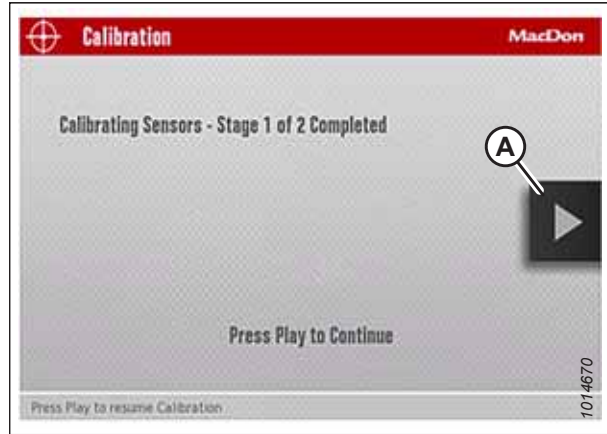 Calibration
MacDon
Calibrating Sensors - Stage 1 of 2 Completed
A
Press Play to Continue
Press Play to resume Calibration
1014670